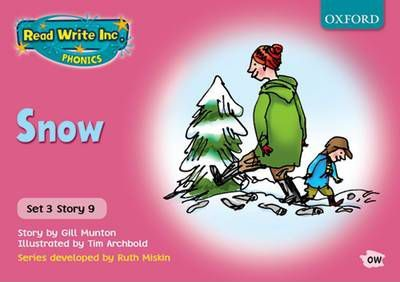 Read Write Inc.
PHONICS
OXFORD
Snow
Set 3 Story 9
Story by Gill Munton
Illustrated by Tim Archbold
Series developed by Ruth Miskin
ow